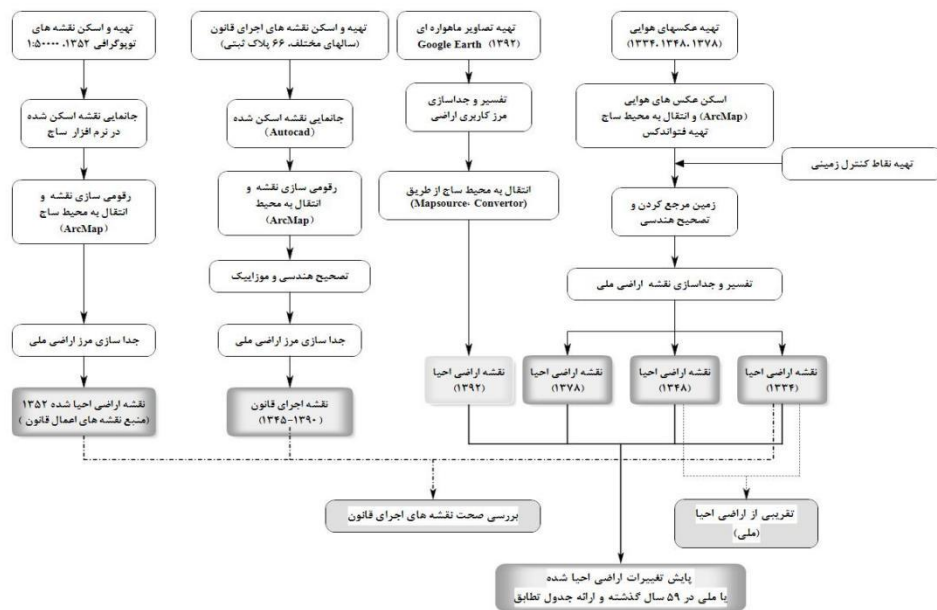 تهیه عکسهای هوایی
(۱۳۳۴، ۱۳۴۸، ۱۳۷۸)
اسکن عکس های هوایی
(ArcMap) و انتقال به محیط ساج
تهیه فتواندکس
تهیه نقاط کنترل زمینی
زمین مرجع کردن و
تصحیح هندسی
تفسیر و جداسازی نقشه اراضی ملی
نقشه اراضی احیا
(۱۳۳۴)
نقشه اراضی احیا
(۱۳۴۸)
نقشه اراضی احیا
(۱۳۷۸)
تهیه تصاویر ماهواره ای
Google Earth (۱۳۹۲)
تفسیر و جداسازی
مرز کاربری اراضی
انتقال به محیط ساج از طریق
(Mapsource- Convertor)
نقشه اراضی احیا
(۱۳۹۲)
تهیه و اسکن نقشه های اجرای قانون
(سالهای مختلف، ۶۶ پلاک ثبتی)
جانمایی نقشه اسکن شده
(Autocad)
رقومی سازی نقشه و
انتقال به محیط
(ArcMap)
تصحیح هندسی و موزاییک
جدا سازی مرز اراضی ملی
نقشه اجرای قانون
(۱۳۴۵-۱۳۹۰)
تهیه و اسکن نقشه های
توپوگرافی ۱۳۵۲، ۱:۵۰۰۰۰
جانمایی نقشه اسکن شده
در نرم افزار ساج
رقومی سازی نقشه و
انتقال به محیط ساج
(ArcMap)
جدا سازی مرز اراضی ملی
نقشه اراضی احیا شده ۱۳۵۲
(منبع نقشه های اعمال قانون)
تقریبی از اراضی احیا
(ملی)
بررسی صحت نقشه های اجرای قانون
پایش تغییرات اراضی احیا شده
یا ملی در ۵۹ سال گذشته و ارائه جدول تطابق